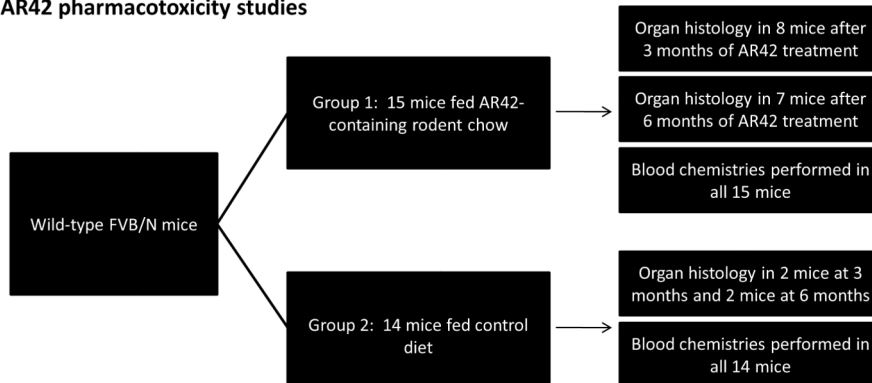 AR42 pharmacotoxicity studies
Organ histology in 8 mice after
3 months of AR42 treatment
Group 1: 15 mice fed AR42-
containing rodent chow
Organ histology in 7 mice after
6 months of AR42 treatment
Blood chemistries performed in
all 15 mice
Wild-type FVB/N mice
Group 2: 14 mice fed control
diet
Organ histology in 2 mice at 3
months and 2 mice at 6 months
Blood chemistries performed in
all 14 mice